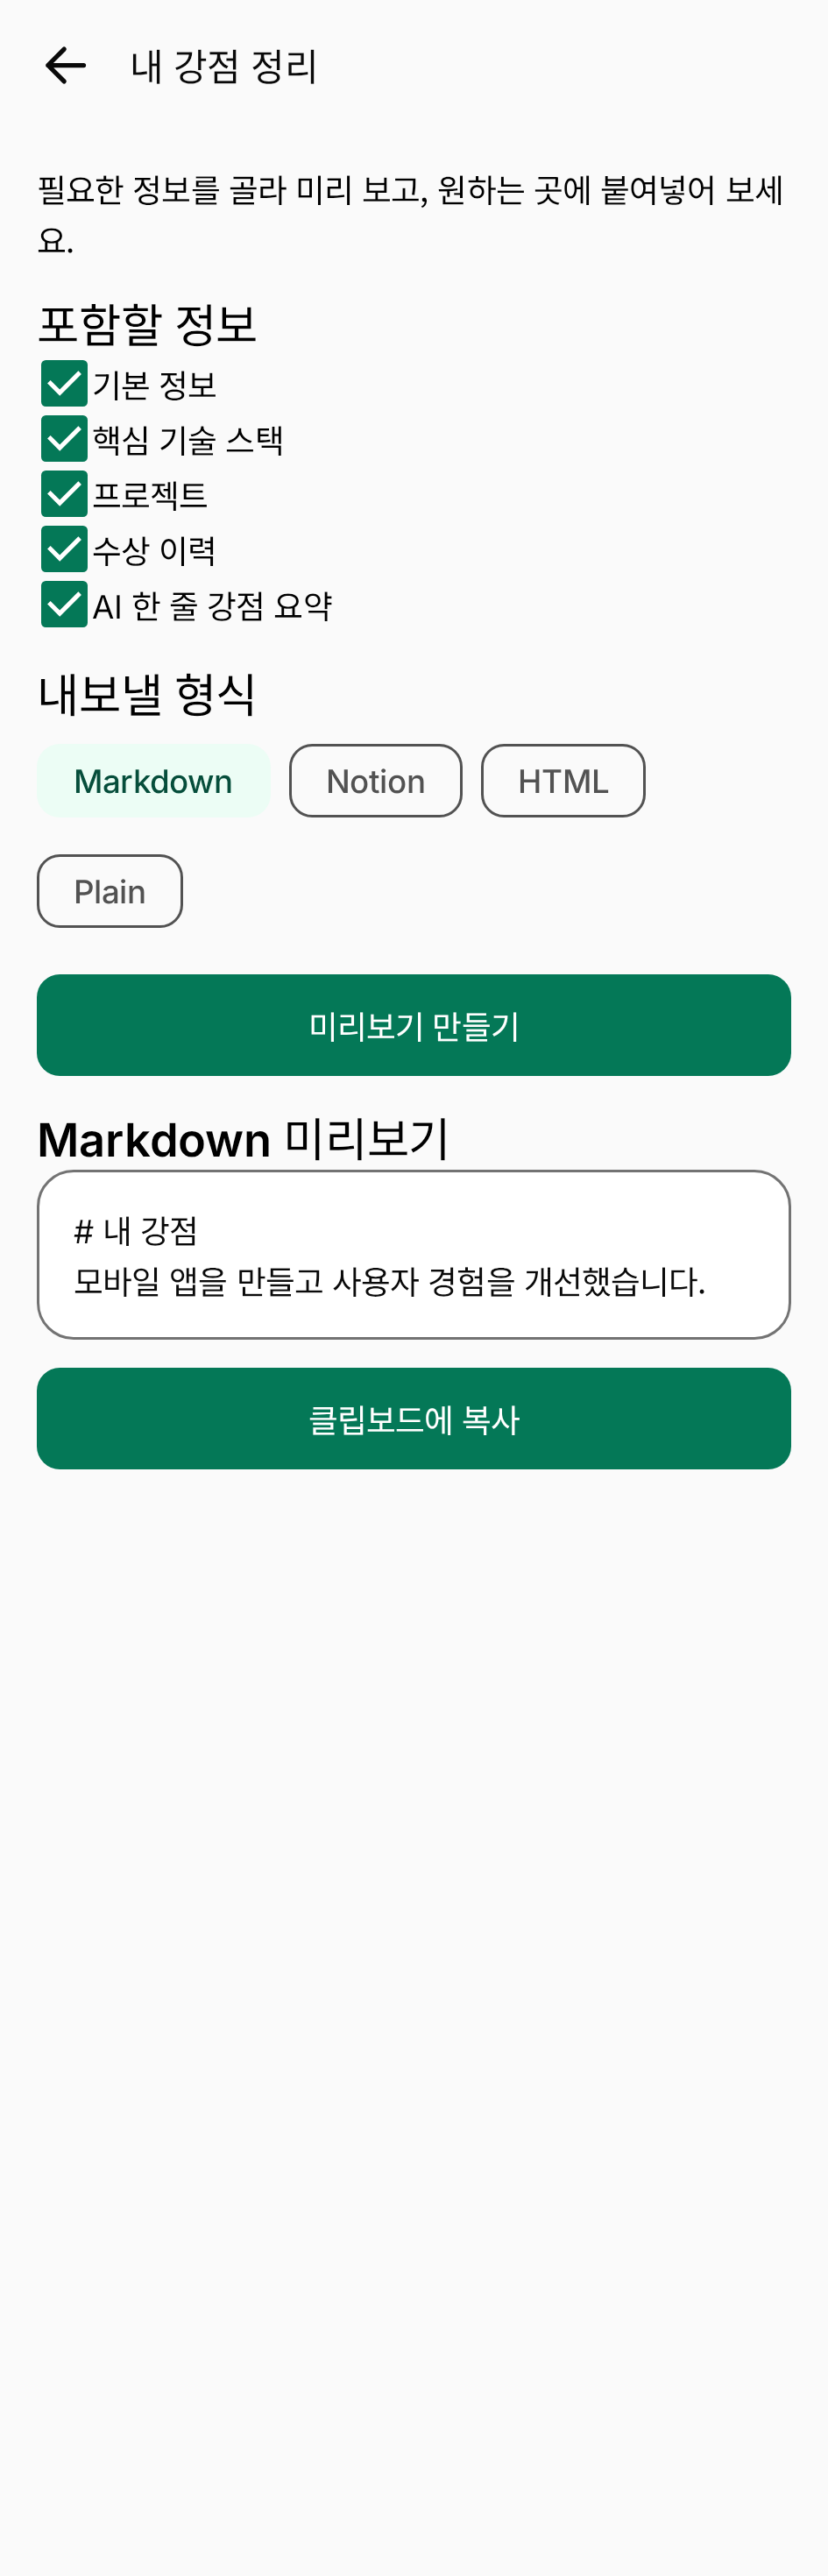 내 강점 정리
필요한 정보를 골라 미리 보고, 원하는 곳에 붙여넣어 보세
요.
포함할 정보
기본 정보
핵심 기술 스택
프로젝트
수상 이력
AI 한 줄 강점 요약
내보낼 형식
Markdown
Notion
HTML
Plain
미리보기 만들기
Markdown 미리보기
# 내 강점
모바일 앱을 만들고 사용자 경험을 개선했습니다.
클립보드에 복사